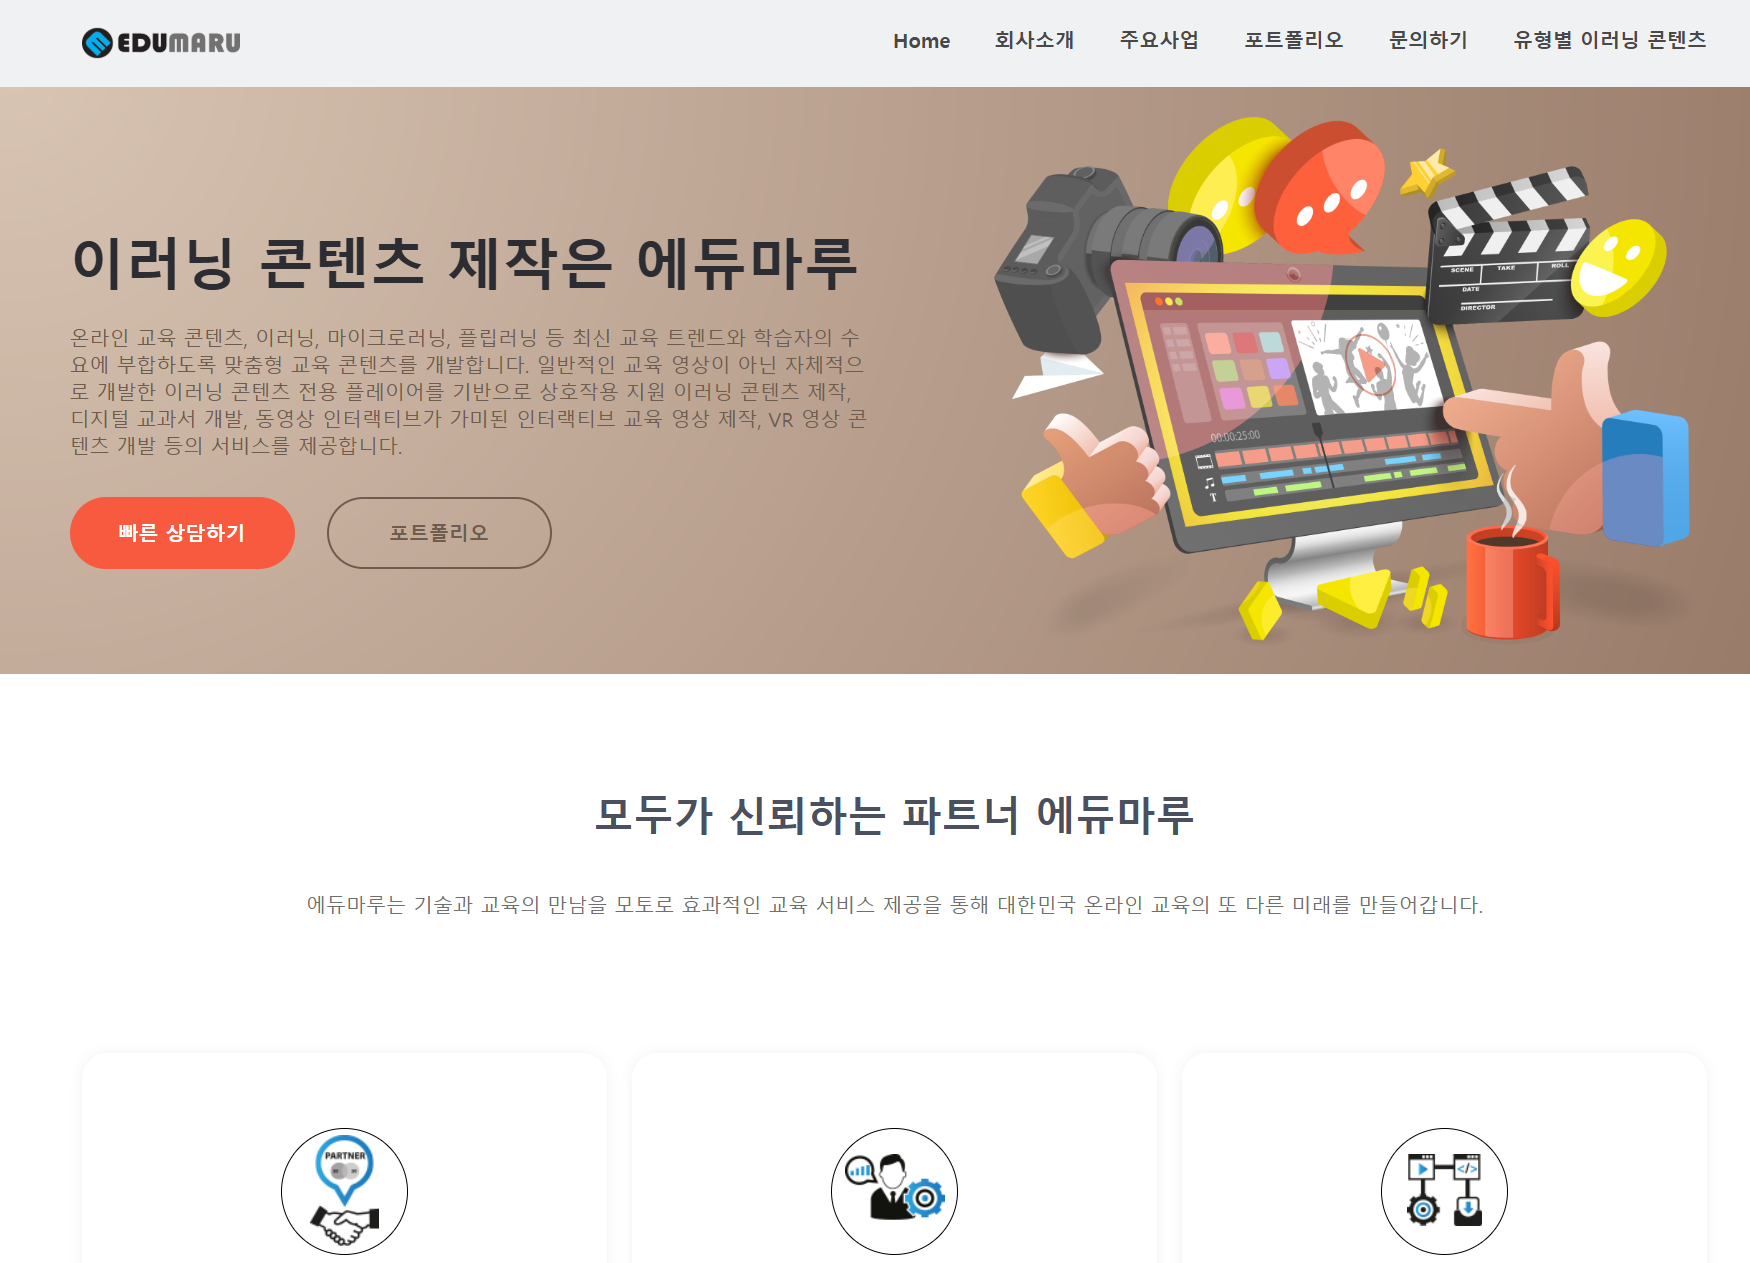 EDUMARU
Home 회사소개 주요사업 포트폴리오 문의하기 유형별 이러닝 콘텐츠
이러닝 콘텐츠 제작은 에듀마루
온라인 교육 콘텐츠, 이러닝, 마이크로러닝, 플립러닝 등 최신 교육 트렌드와 학습자의 수
요에 부합하도록 맞춤형 교육 콘텐츠를 개발합니다. 일반적인 교육 영상이 아닌 자체적으
로 개발한 이러닝 콘텐츠 전용 플레이어를 기반으로 상호작용 지원 이러닝 콘텐츠 제작,
디지털 교과서 개발, 동영상 인터랙티브가 가미된 인터랙티브 교육 영상 제작, VR 영상 콘
텐츠 개발 등의 서비스를 제공합니다.
빠른 상담하기 포트폴리오
SCENE TAKE ROLL
DATE
DIRECTOR
00:00:25:00
T
모두가 신뢰하는 파트너 에듀마루
에듀마루는 기술과 교육의 만남을 모토로 효과적인 교육 서비스 제공을 통해 대한민국 온라인 교육의 또 다른 미래를 만들어갑니다.
PARTNER